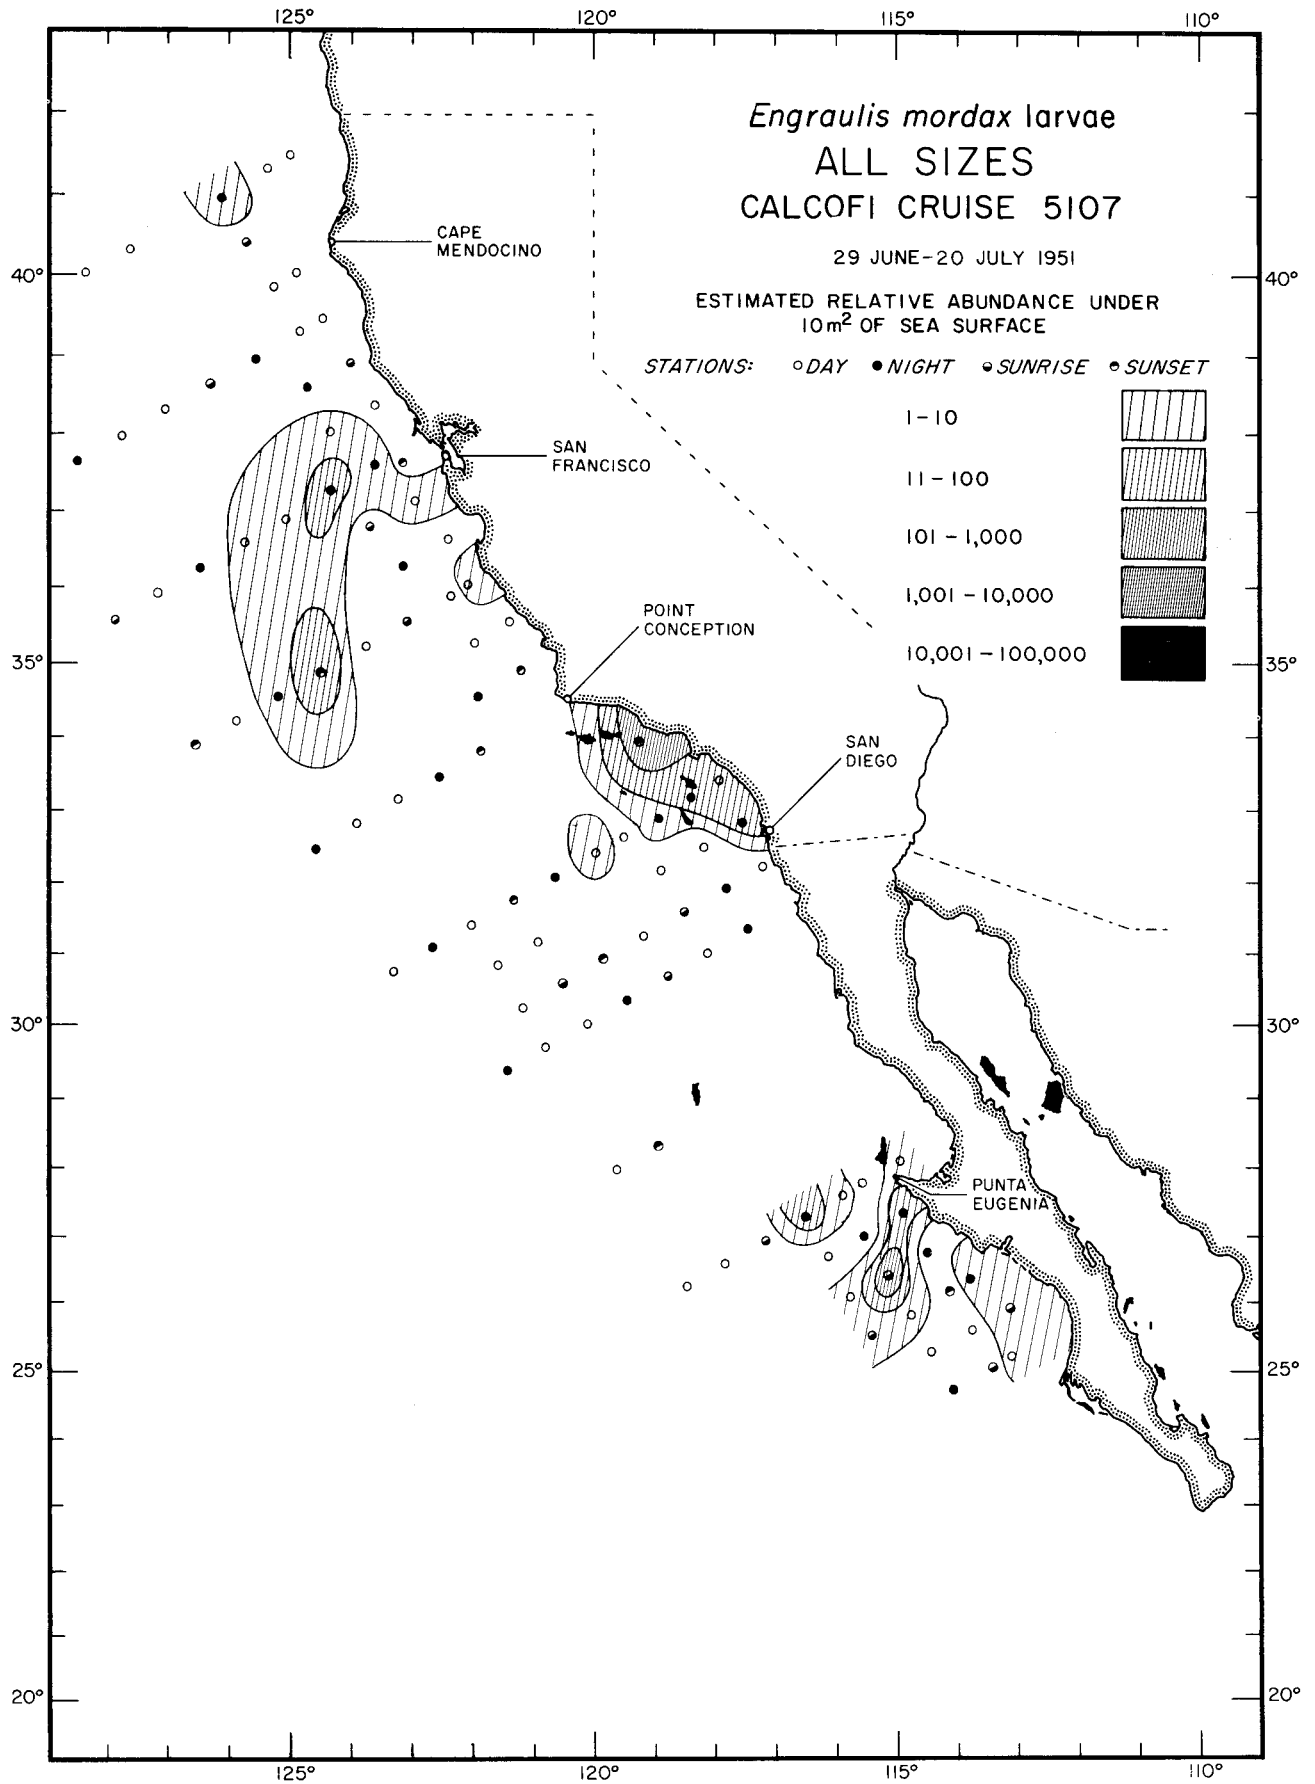 125°
120°
115°
110°
Engraulis mordax larvae
ALL SIZES
CALCOFI CRUISE 5107
29 JUNE-20 JULY 1951
ESTIMATED RELATIVE ABUNDANCE UNDER
10m² OF SEA SURFACE
STATIONS: DAY NIGHT SUNRISE SUNSET
1-10
11-100
101-1,000
1,001-10,000
10,001-100,000
CAPE
MENDOCINO
40°
40°
SAN
FRANCISCO
POINT
CONCEPTION
35°
35°
SAN
DIEGO
30°
30°
PUNTA
EUGENIA
25°
25°
20°
20°
125°
120°
115°
110°